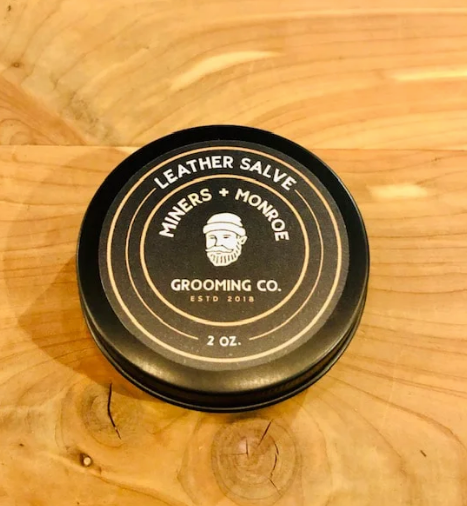 LEATHER SALVE
MINERS + MONROE
GROOMING CO.
ESTD 2018
2 OZ.